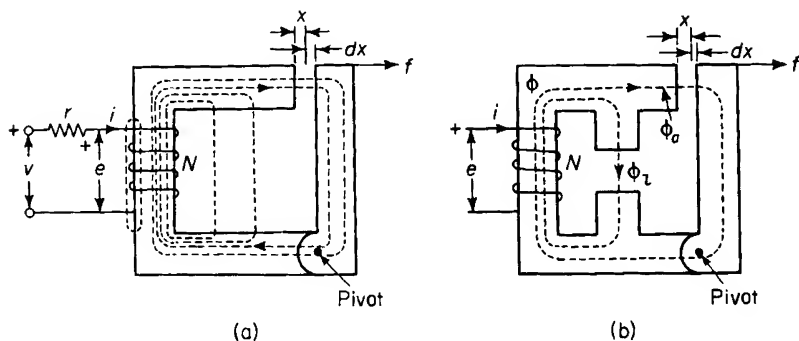 x
dx
f
r
i
+
+
v
e
N
Pivot
(a)
x
dx
f
ϕ
i
ϕa
+
e
N
ϕl
Pivot
(b)